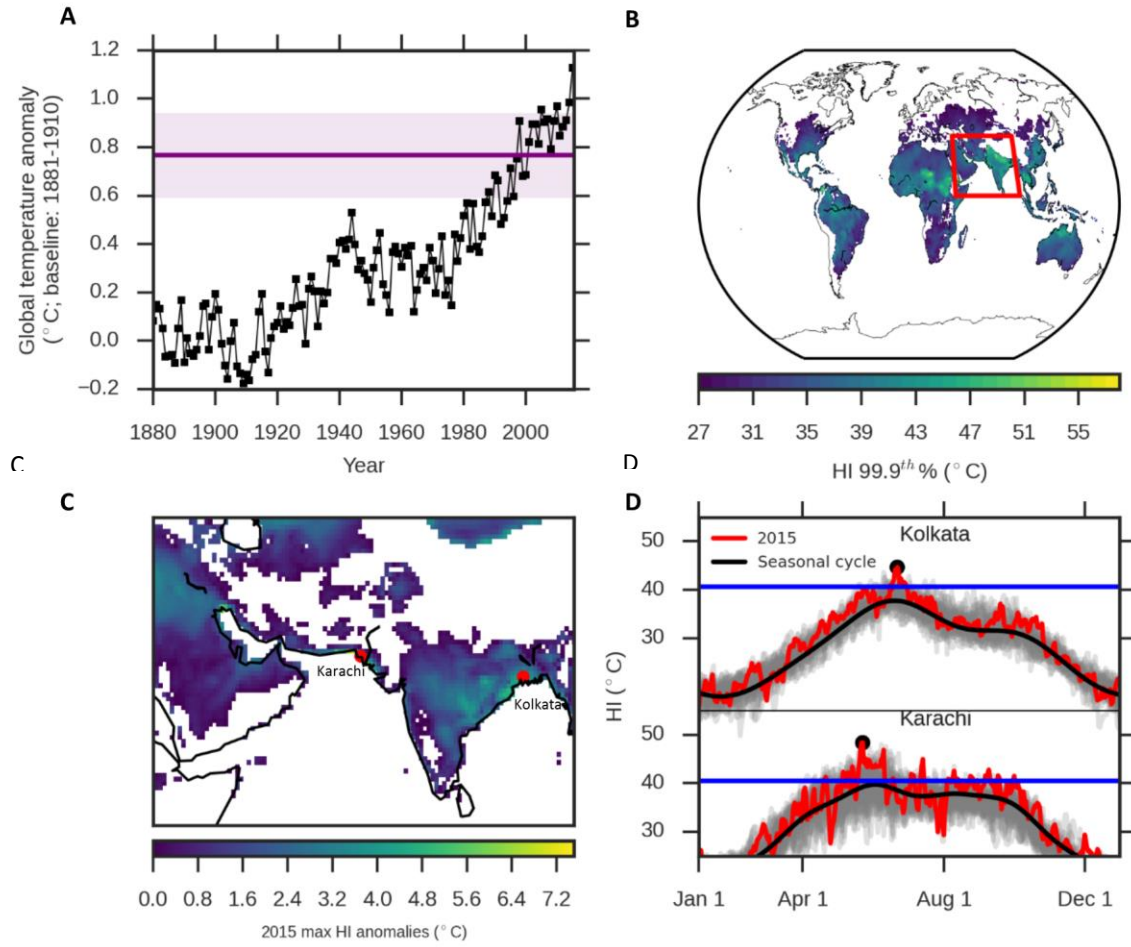 A
Global temperature anomaly
(°C; baseline: 1881-1910)
1.2
1.0
0.8
0.6
0.4
0.2
0.0
−0.2
1880 1900 1920 1940 1960 1980 2000
Year
B
27 31 35 39 43 47 51 55
HI 99.9th % (°C)
C
C
Karachi
Kolkata
0.0 0.8 1.6 2.4 3.2 4.0 4.8 5.6 6.4 7.2
2015 max HI anomalies (°C)
D
D
HI (°C)
50
40
30
2015
Seasonal cycle
Kolkata
Karachi
50
40
30
Jan 1 Apr 1 Aug 1 Dec 1